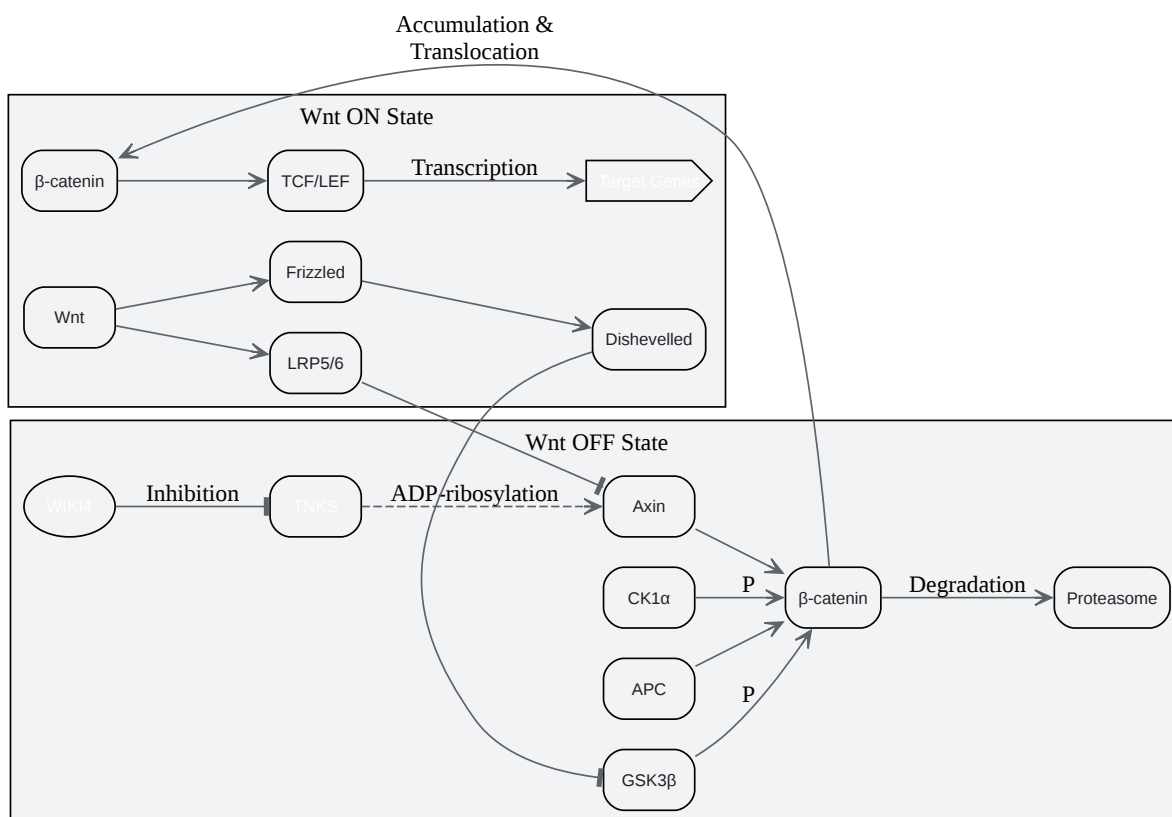 Accumulation &
Translocation
Wnt ON State
β-catenin
TCF/LEF
Transcription
Target Genes
Frizzled
Wnt
Dishevelled
LRP5/6
Wnt OFF State
WIKI4
Inhibition
TNKS
ADP-ribosylation
Axin
CK1α
P
β-catenin
Degradation
Proteasome
APC
P
GSK3β